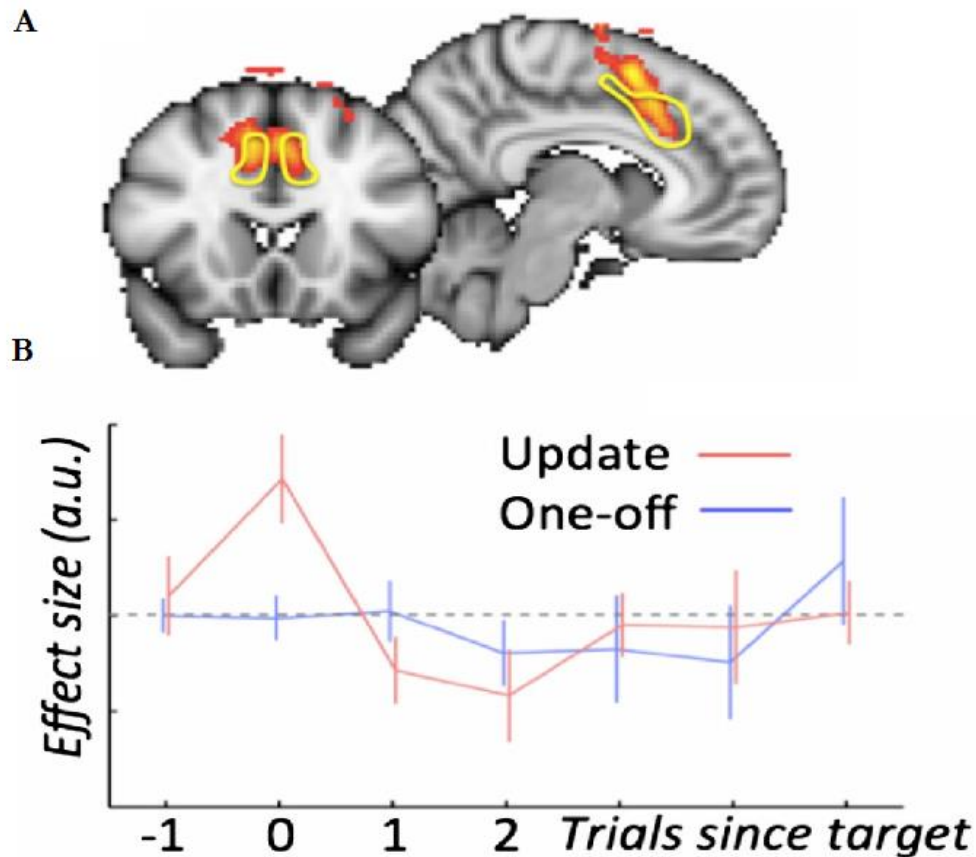 A
B
Update
One-off
Effect size (a.u.)
-1 0 1 2 Trials since target